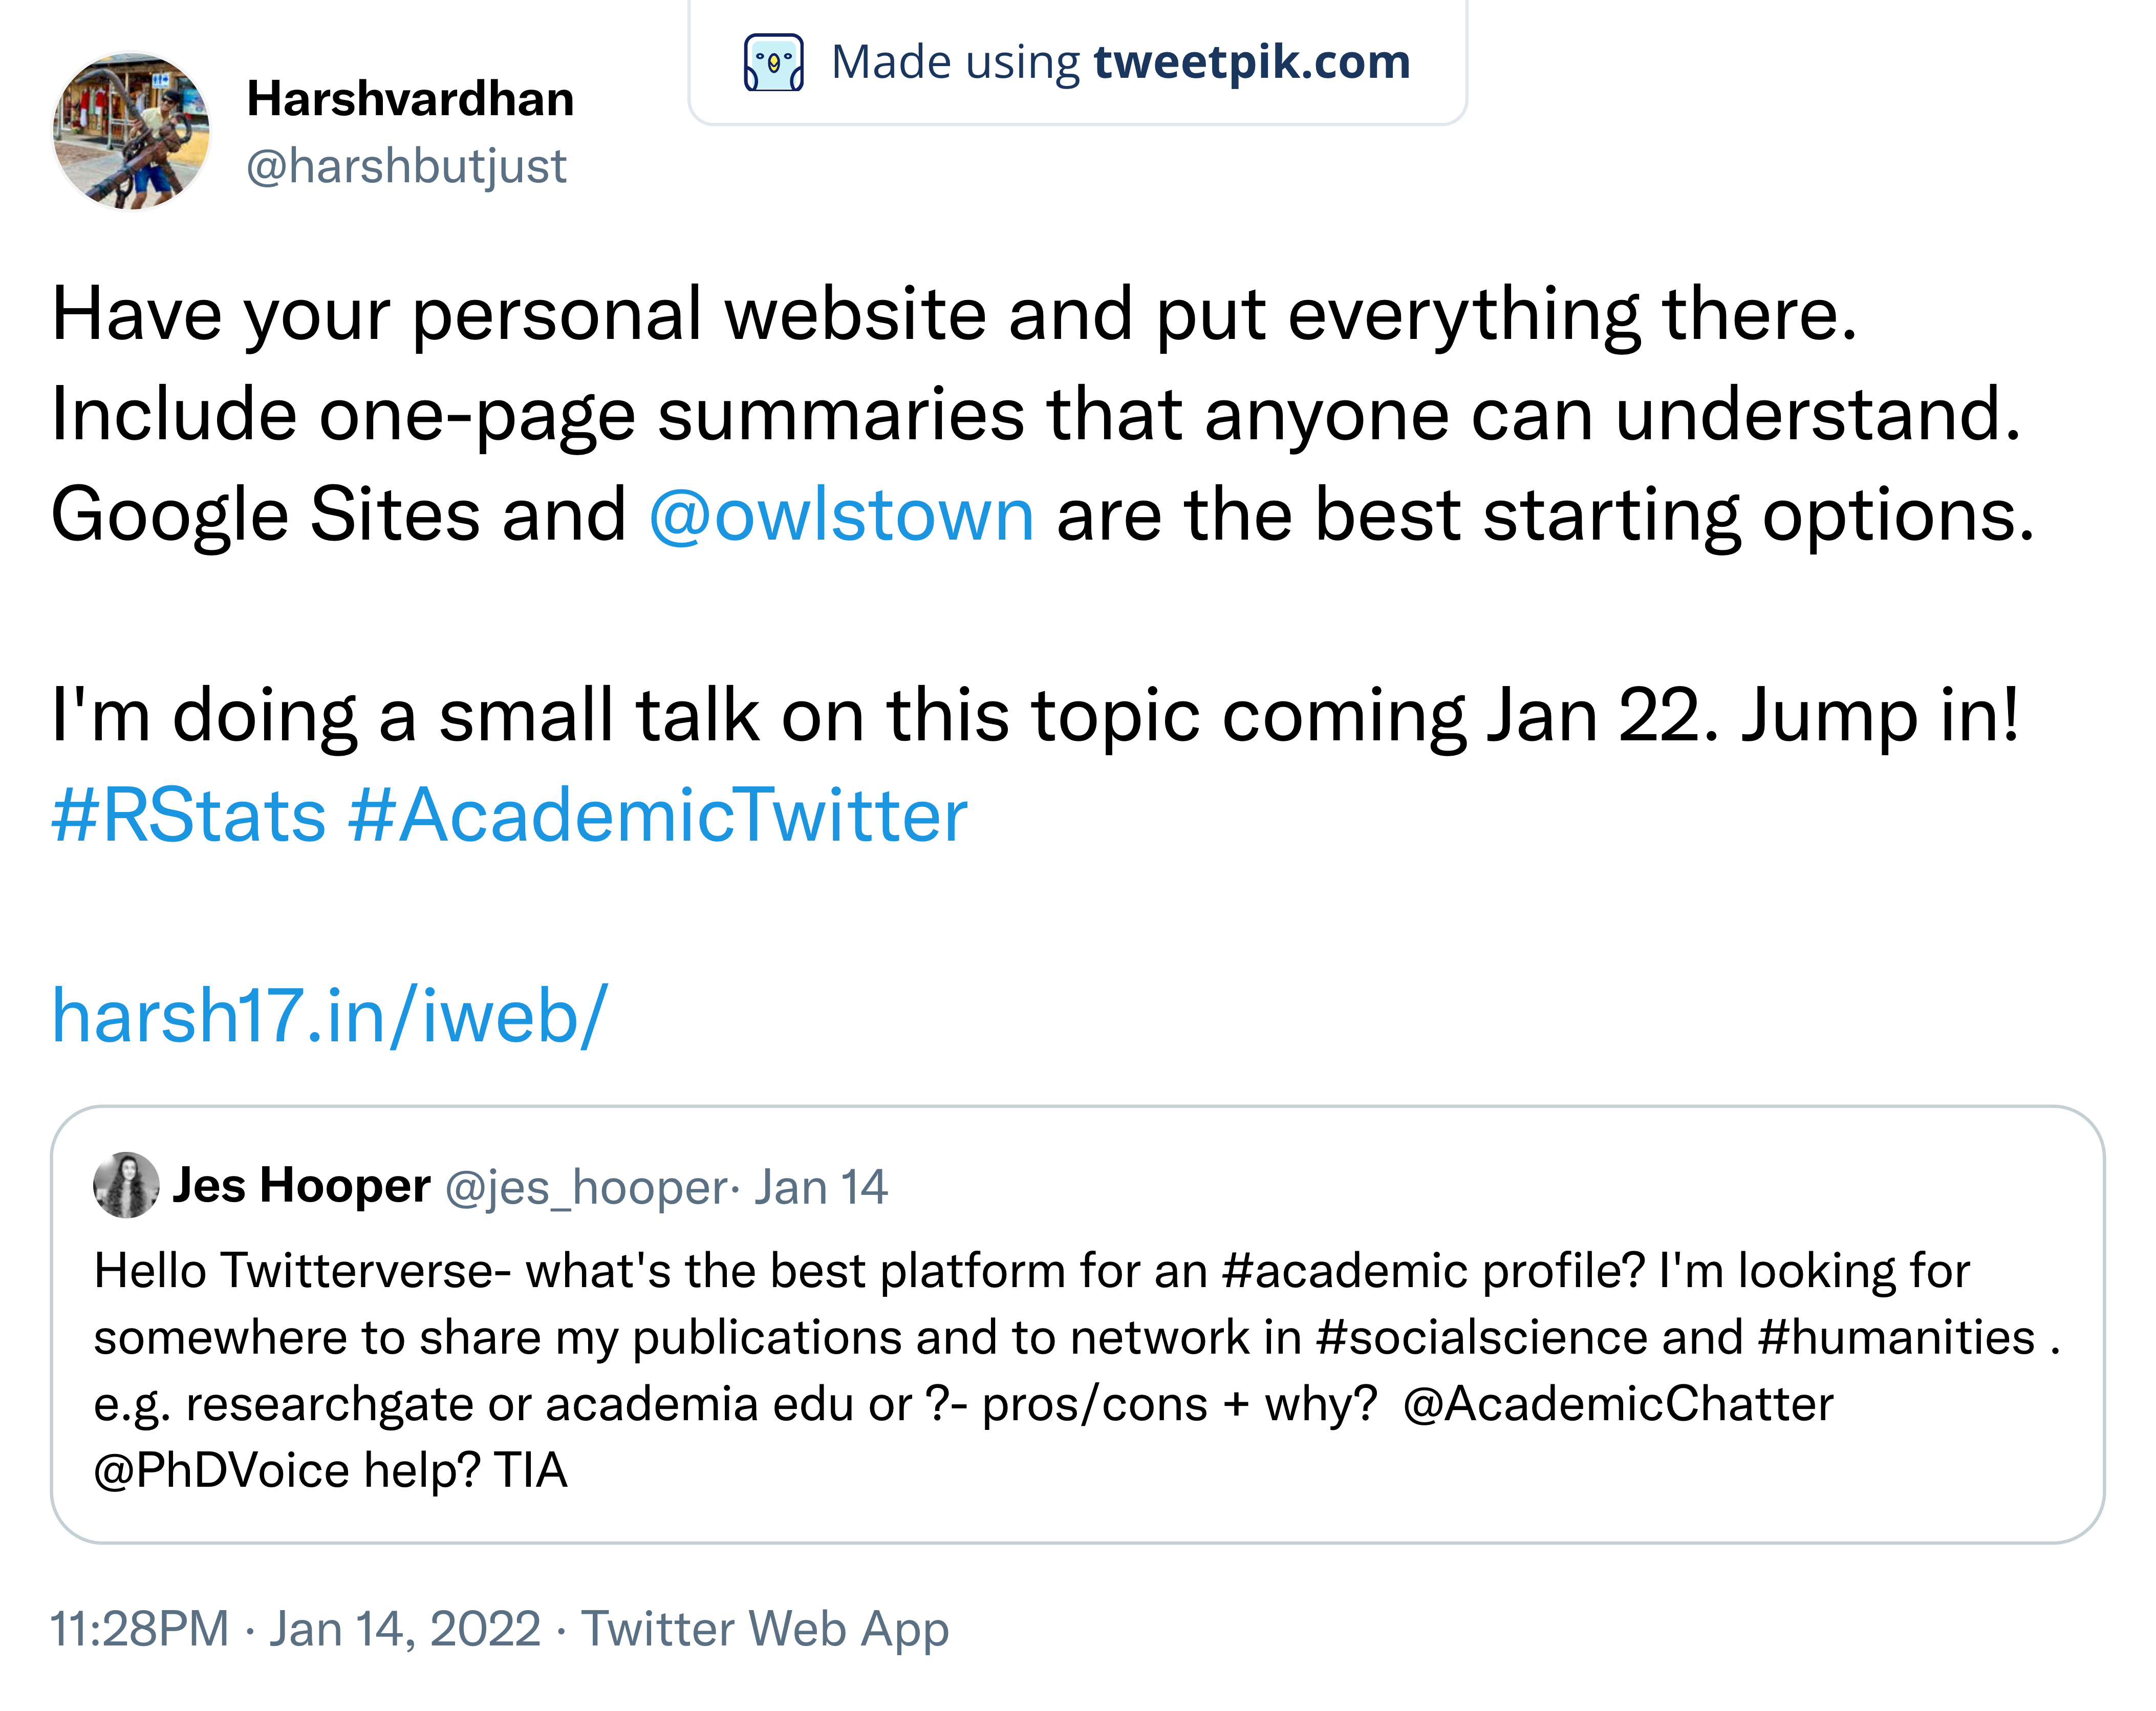 Made using tweetpik.com
Harshvardhan
@harshbutjust
Have your personal website and put everything there.
Include one-page summaries that anyone can understand.
Google Sites and @owlstown are the best starting options.
I'm doing a small talk on this topic coming Jan 22. Jump in!
#RStats #AcademicTwitter
harsh17.in/iweb/
Jes Hooper @jes_hooper· Jan 14
Hello Twitterverse- what's the best platform for an #academic profile? I'm looking for
somewhere to share my publications and to network in #socialscience and #humanities .
e.g. researchgate or academia edu or ?- pros/cons + why?  @AcademicChatter
@PhDVoice help? TIA
11:28PM · Jan 14, 2022 · Twitter Web App